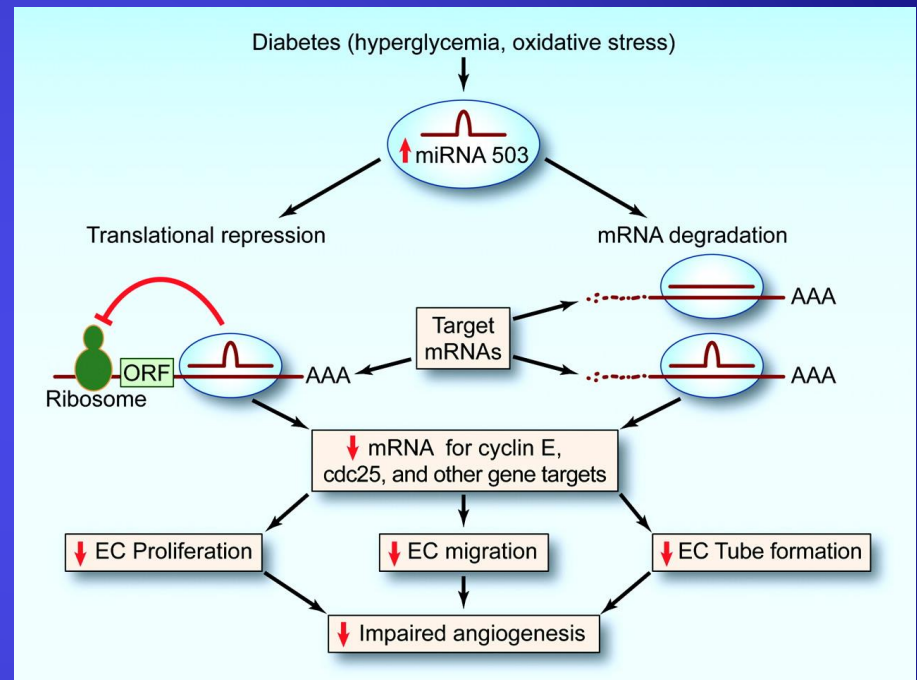 Diabetes (hyperglycemia, oxidative stress)
miRNA 503
Translational repression
mRNA degradation
AAA
Target
mRNAs
ORF
AAA
AAA
Ribosome
mRNA for cyclin E,
cdc25, and other gene targets
EC Proliferation
EC migration
EC Tube formation
Impaired angiogenesis